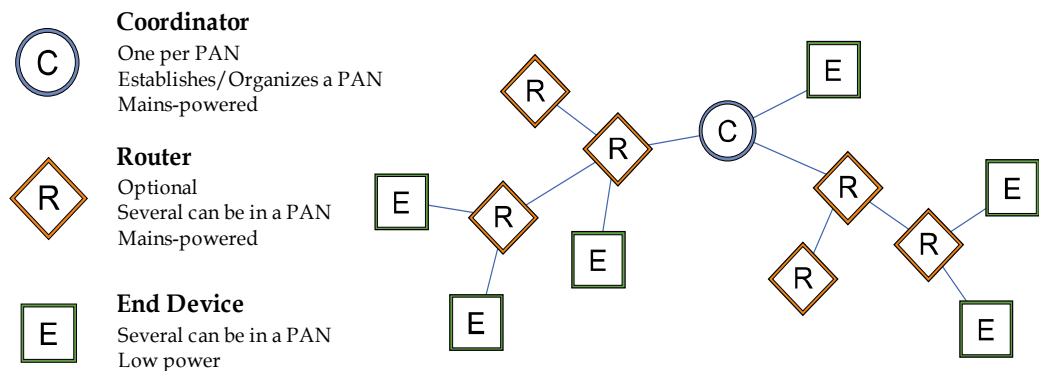 Coordinator
C
One per PAN
Establishes/Organizes a PAN
Mains-powered
Router
R
Optional
Several can be in a PAN
Mains-powered
End Device
E
Several can be in a PAN
Low power
E
R
C
R
R
E
E
R
R
E
R
E
E
E